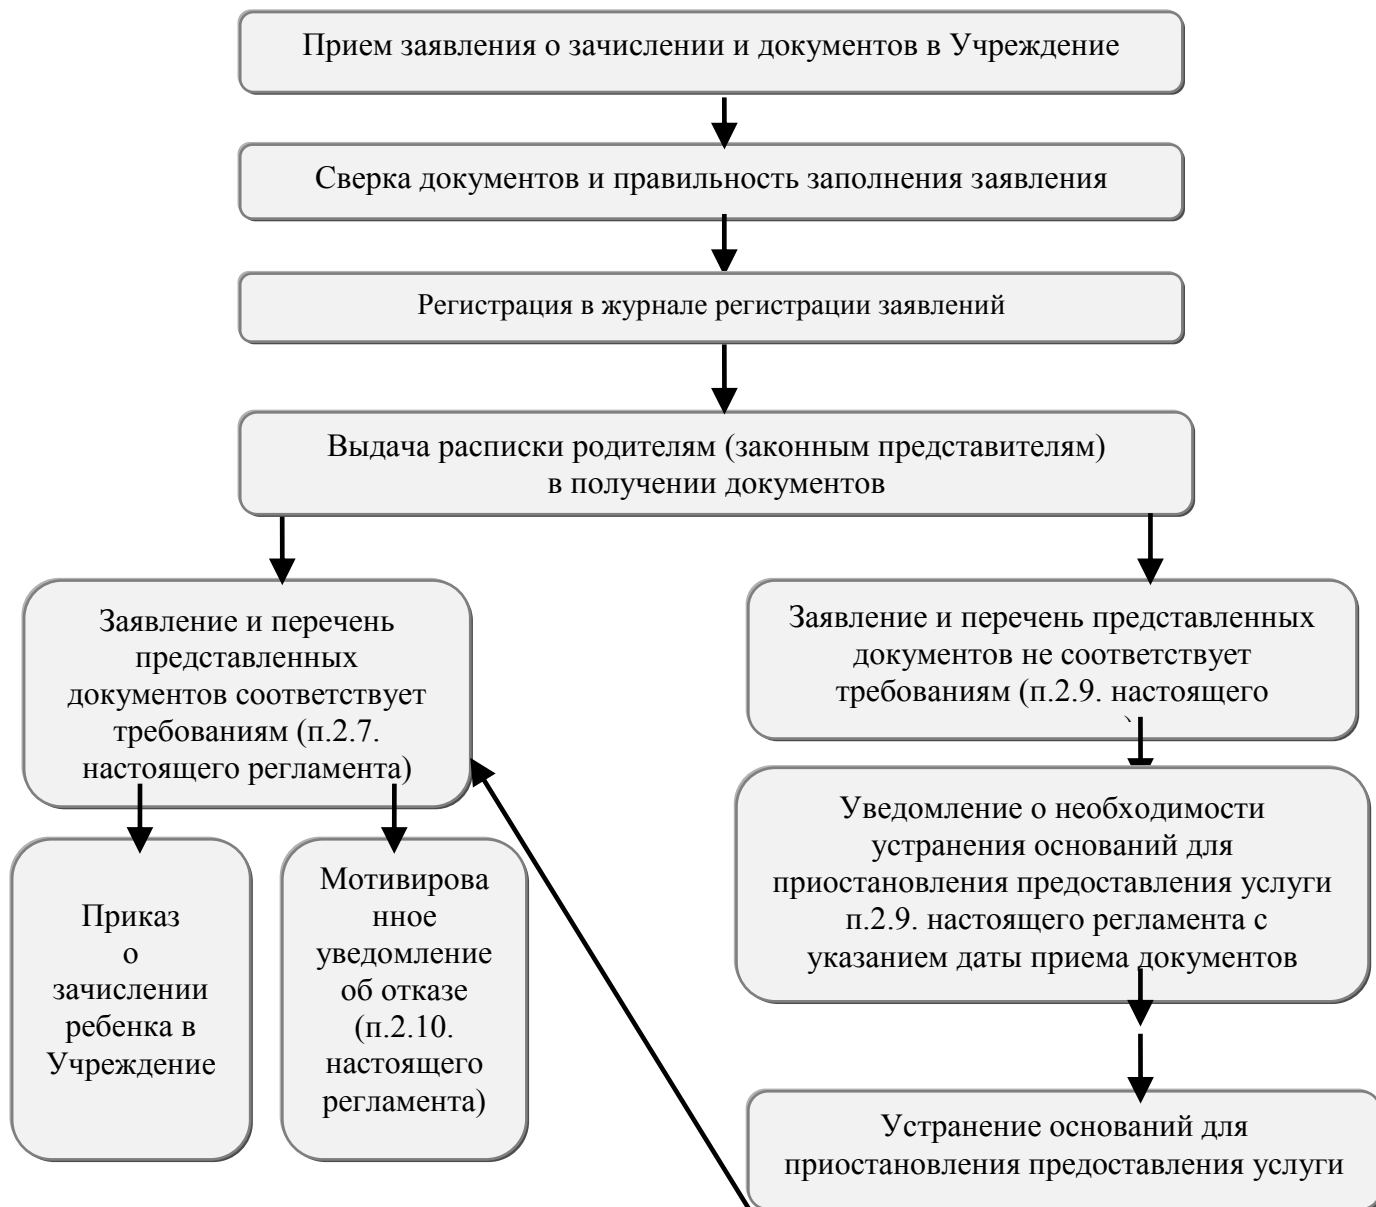 Прием заявления о зачислении и документов в Учреждение
Сверка документов и правильность заполнения заявления
Регистрация в журнале регистрации заявлений
Выдача расписки родителям (законным представителям)
в получении документов
Заявление и перечень
представленных
документов соответствует
требованиям (п.2.7.
настоящего регламента)
Заявление и перечень представленных
документов не соответствует
требованиям (п.2.9. настоящего
Приказ
о
зачислении
ребенка в
Учреждение
Мотивирова
нное
уведомление
об отказе
(п.2.10.
настоящего
регламента)
Уведомление о необходимости
устранения оснований для
приостановления предоставления услуги
п.2.9. настоящего регламента с
указанием даты приема документов
Устранение оснований для
приостановления предоставления услуги